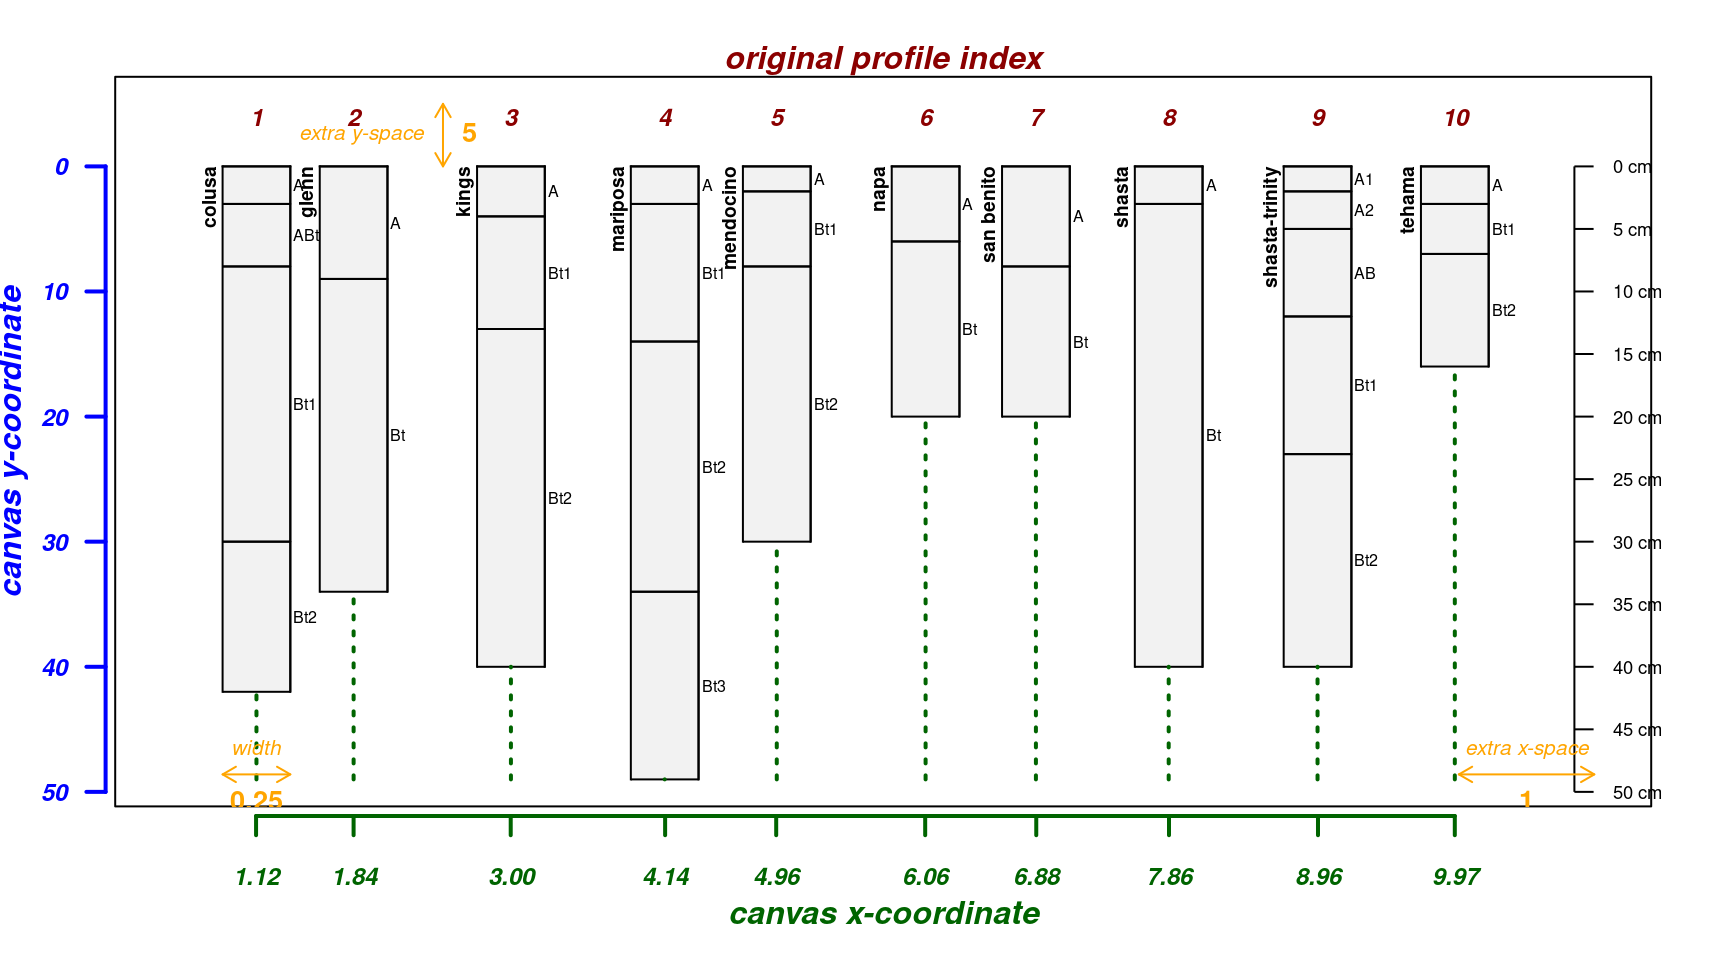 original profile index
1 2 3 4 5 6 7 8 9 10
extra y-space 5
canvas y-coordinate
0
10
20
30
40
50
colusa
A
ABt
Bt1
Bt2
glenn
A
Bt
kings
A
Bt1
Bt2
mariposa
A
Bt1
Bt2
Bt3
mendocino
A
Bt1
Bt2
napa
A
Bt
san benito
A
Bt
shasta
A
Bt
shasta-trinity
A1
A2
AB
Bt1
Bt2
tehama
A
Bt1
Bt2
0 cm
5 cm
10 cm
15 cm
20 cm
25 cm
30 cm
35 cm
40 cm
45 cm
50 cm
width
0.25
extra x-space
1
1.12 1.84 3.00 4.14 4.96 6.06 6.88 7.86 8.96 9.97
canvas x-coordinate